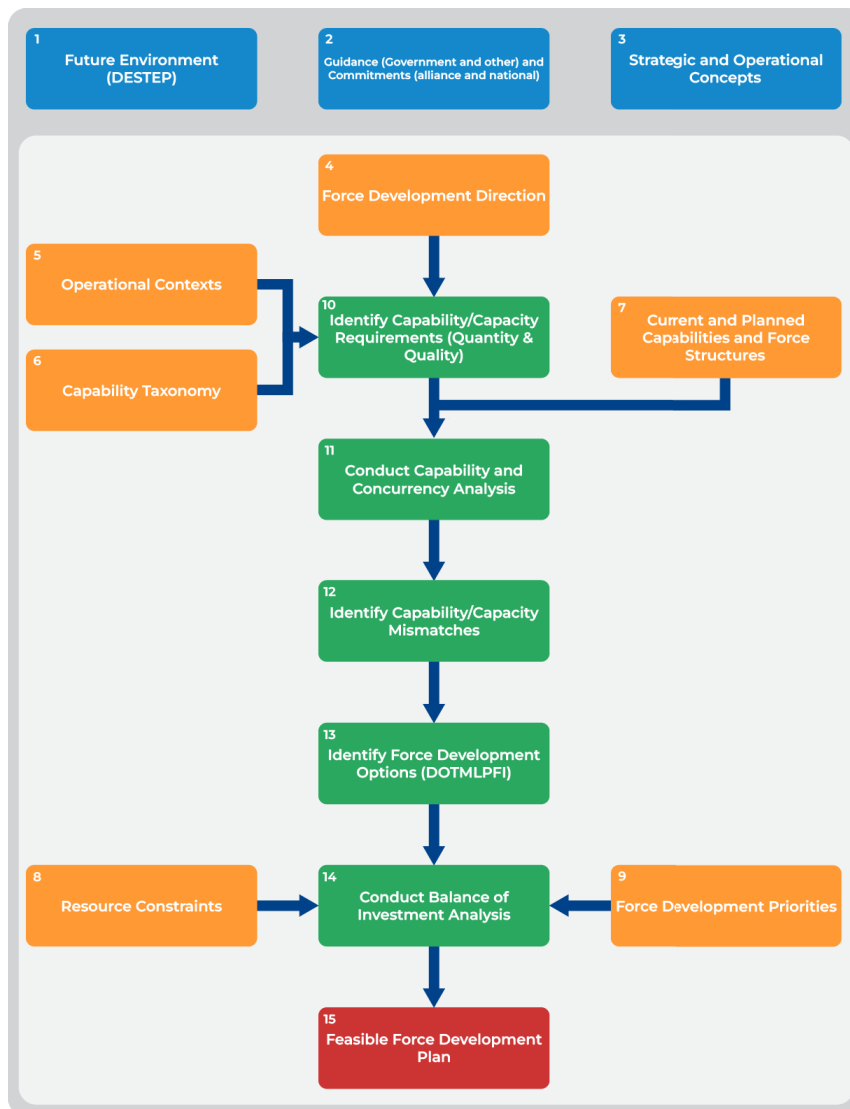 1
Future Environment
(DESTEP)
2
Guidance (Government and other) and
Commitments (alliance and national)
3
Strategic and Operational
Concepts
4
Force Development Direction
5
Operational Contexts
10
Identify Capability/Capacity
Requirements (Quantity &
Quality)
7
Current and Planned
Capabilities and Force
Structures
6
Capability Taxonomy
11
Conduct Capability and
Concurrency Analysis
12
Identify Capability/Capacity
Mismatches
13
Identify Force Development
Options (DOTMLPFI)
8
Resource Constraints
14
Conduct Balance of
Investment Analysis
9
Force Development Priorities
15
Feasible Force Development
Plan